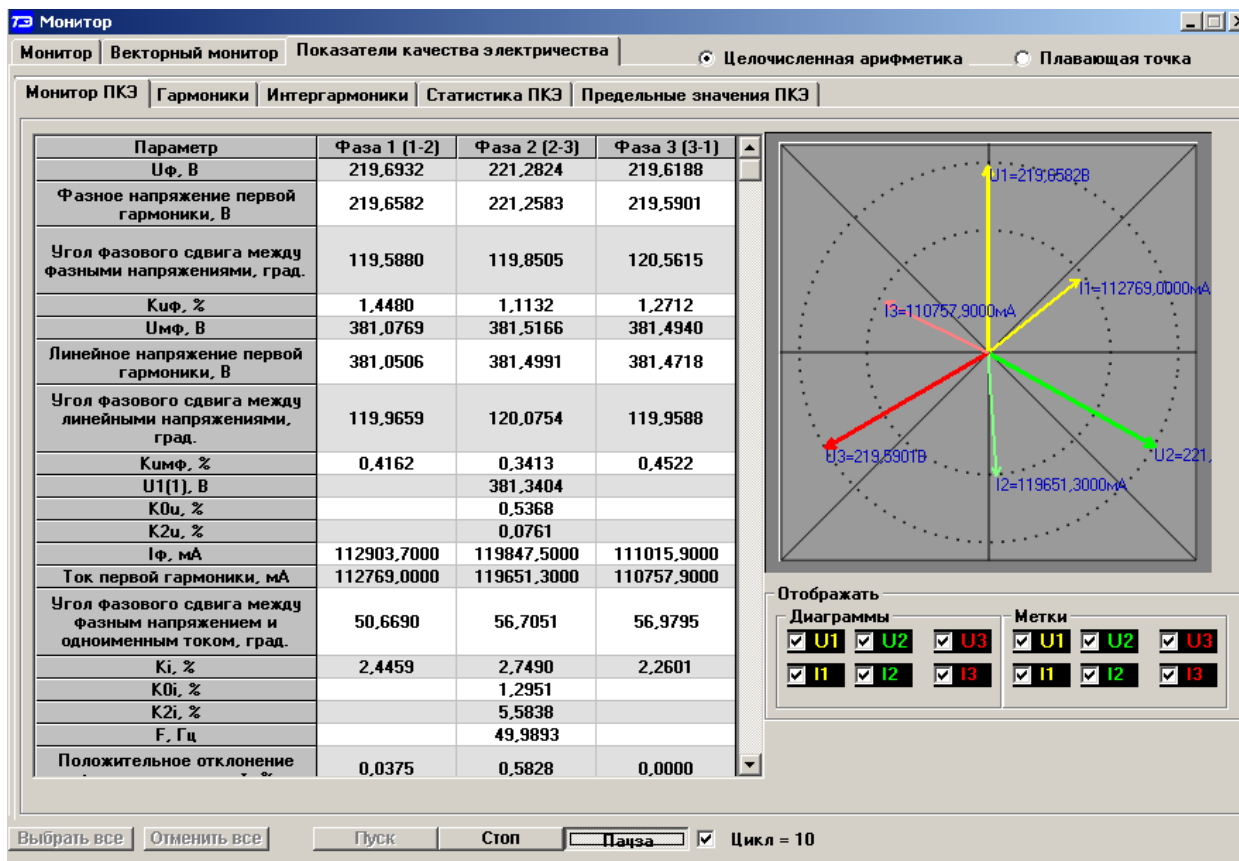 ТЭ Монитор
Монитор Векторный монитор Показатели качества электричества Целочисленная арифметика Плавающая точка
Монитор ПКЭ Гармоники Интергармоники Статистика ПКЭ Предельные значения ПКЭ
Параметр Фаза 1 (1-2) Фаза 2 (2-3) Фаза 3 (3-1)
Uф, В 219,6932 221,2824 219,6188
Фазное напряжение первой
гармоники, В 219,6582 221,2583 219,5901
Угол фазового сдвига между
фазными напряжениями, град. 119,5880 119,8505 120,5615
Kuф, % 1,4480 1,1132 1,2712
Uмф, В 381,0769 381,5166 381,4940
Линейное напряжение первой
гармоники, В 381,0506 381,4991 381,4718
Угол фазового сдвига между
линейными напряжениями,
град. 119,9659 120,0754 119,9588
Kuмф, % 0,4162 0,3413 0,4522
U1(1), В 381,3404
K0u, % 0,5368
K2u, % 0,0761
Iф, мА 112903,7000 119847,5000 111015,9000
Ток первой гармоники, мА 112769,0000 119651,3000 110757,9000
Угол фазового сдвига между
фазным напряжением и
одноименным током, град. 50,6690 56,7051 56,9795
Ki, % 2,4459 2,7490 2,2601
K0i, % 1,2951
K2i, % 5,5838
F, Гц 49,9893
Положительное отклонение
0,0375 0,5828 0,0000
U1=219,6582В
I1=112769,0000мА
I3=110757,9000мА
U3=219,5901В
U2=221,
I2=119651,3000мА
Отображать
Диаграммы Метки
U1 U2 U3 U1 U2 U3
I1 I2 I3 I1 I2 I3
Выбрать все Отменить все Пуск Стоп Пауза Цикл = 10